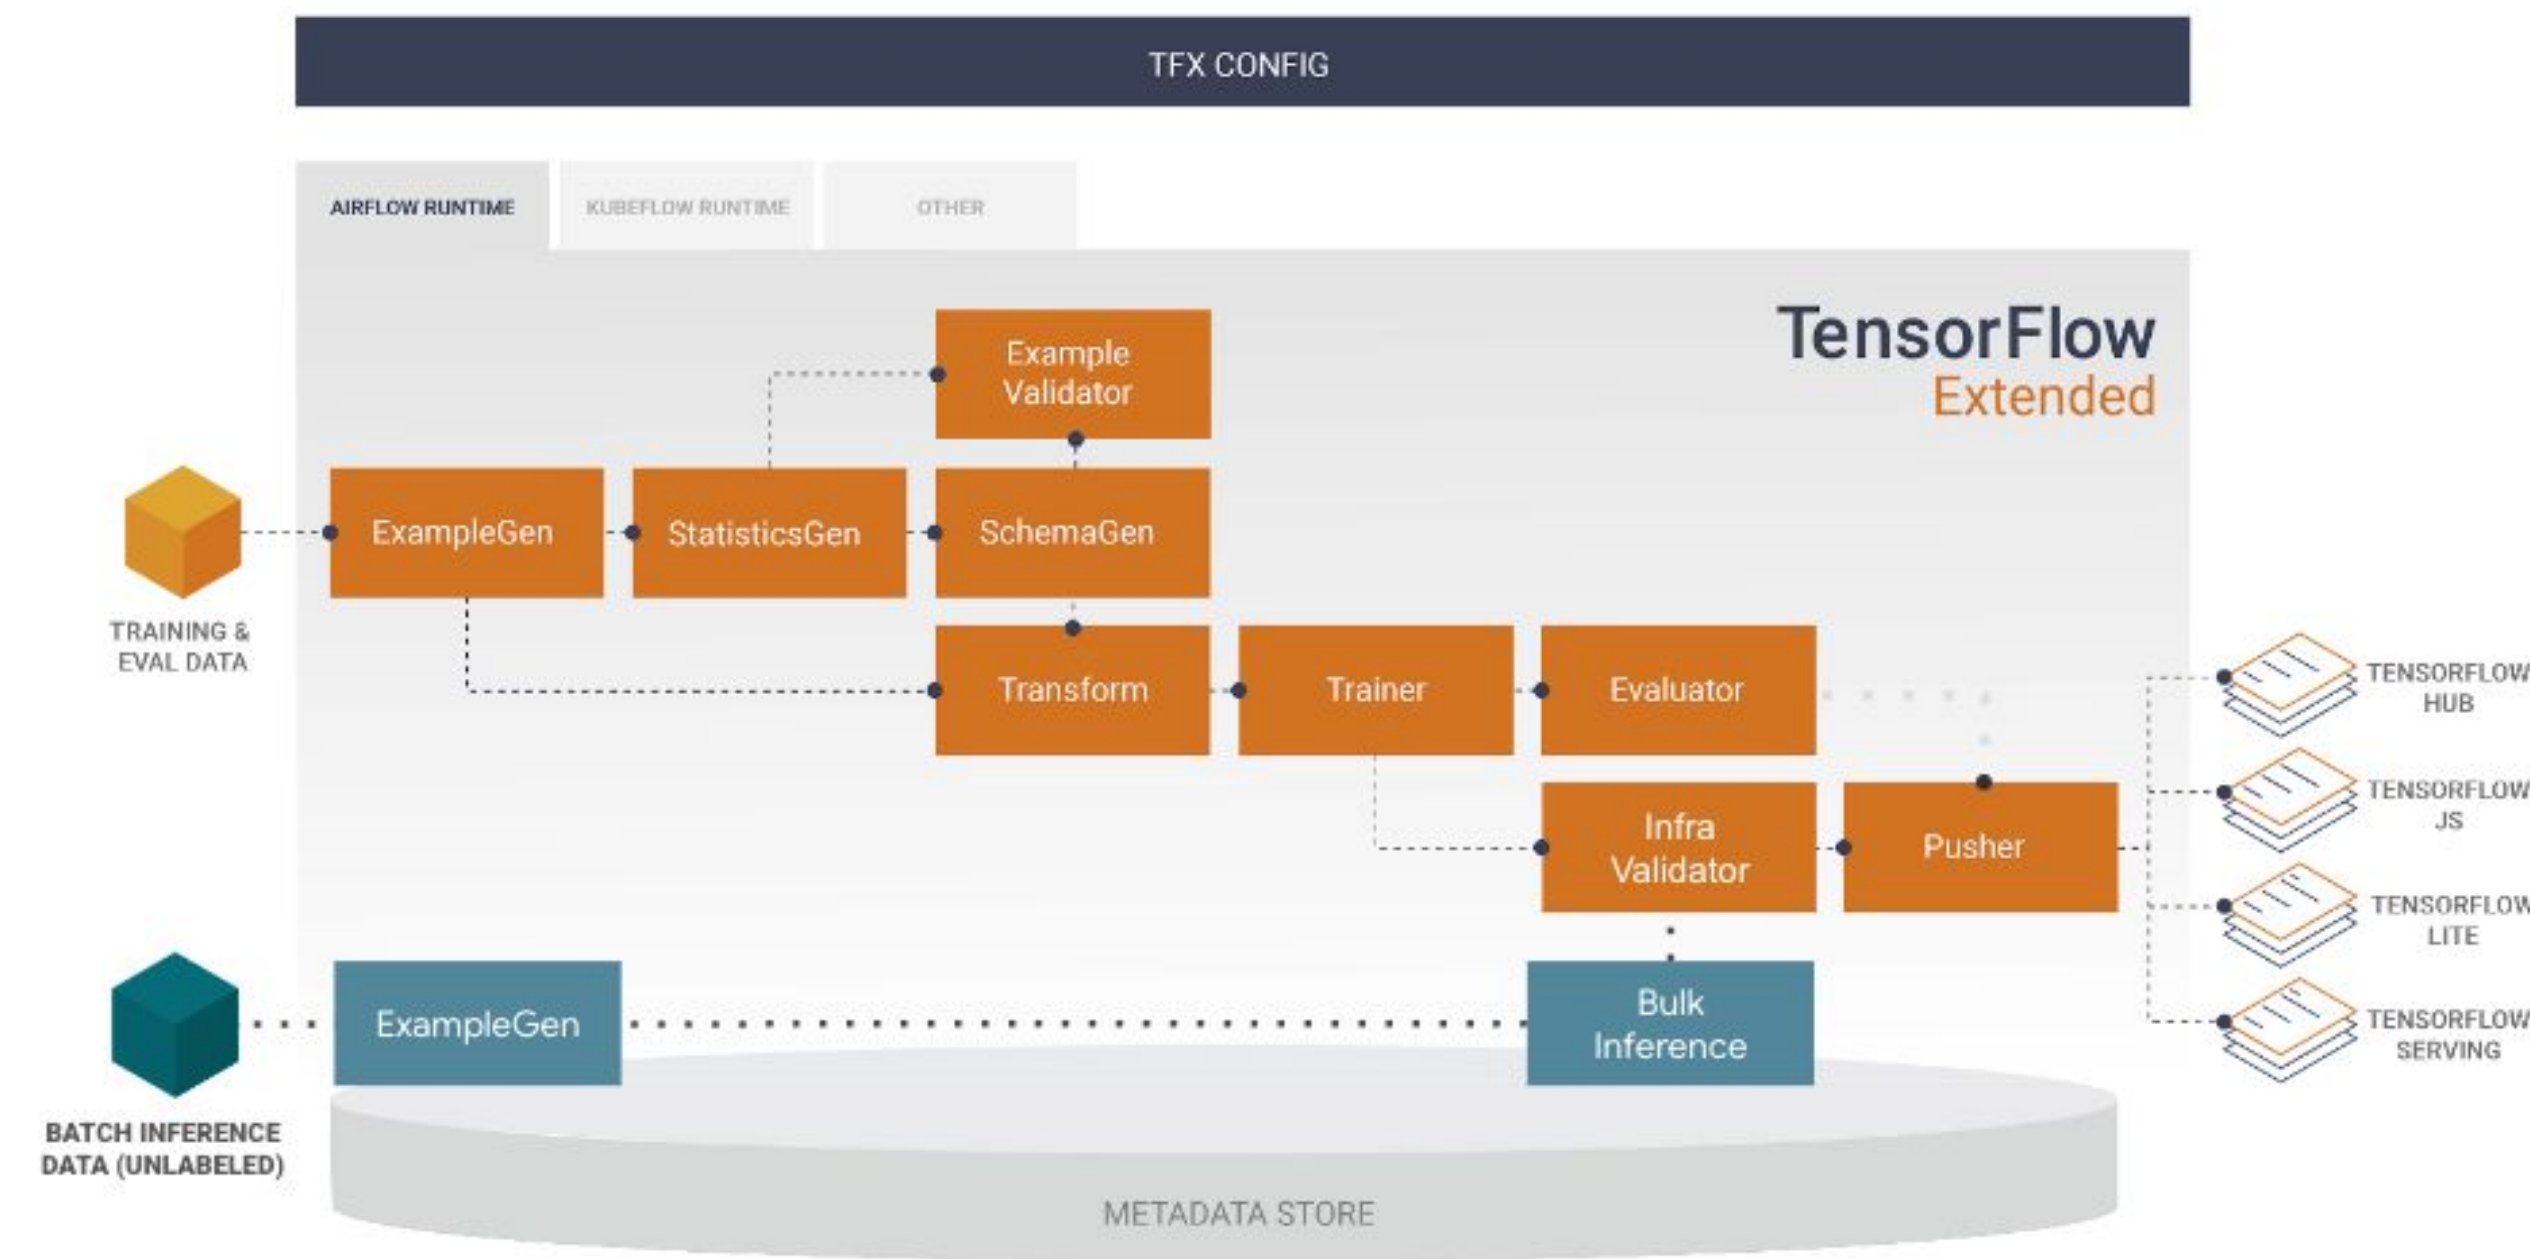 TFX CONFIG
AIRFLOW RUNTIME
KUBEFLOW RUNTIME
OTHER
TensorFlow
Extended
Example
Validator
ExampleGen
StatisticsGen
SchemaGen
TRAINING &
EVAL DATA
Transform
Trainer
Evaluator
Infra
Validator
Pusher
TENSORFLOW
HUB
TENSORFLOW
JS
TENSORFLOW
LITE
TENSORFLOW
SERVING
ExampleGen
Bulk
Inference
BATCH INFERENCE
DATA (UNLABELED)
METADATA STORE